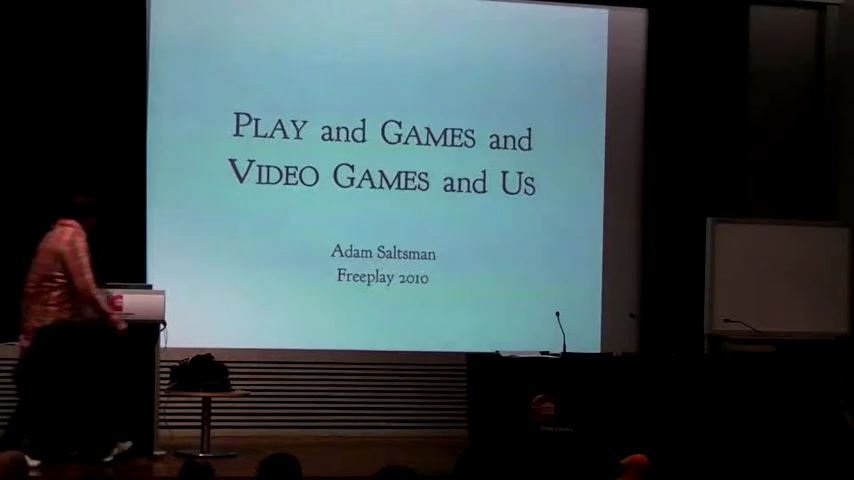 PLAY and GAMES and
VIDEO GAMES and US
Adam Saltsman
Freeplay 2010